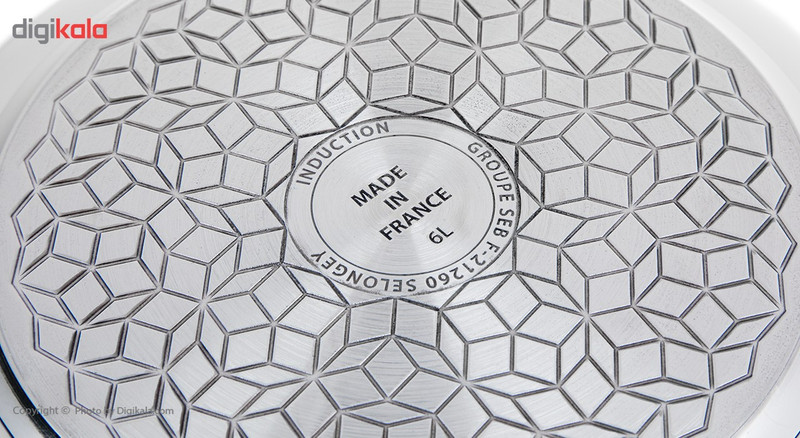 digikala
INDUCTION
GROUPE SEB F-21260 SELONGEY
MADE
IN
FRANCE
6L
Copyright © Photo by Digikala.com